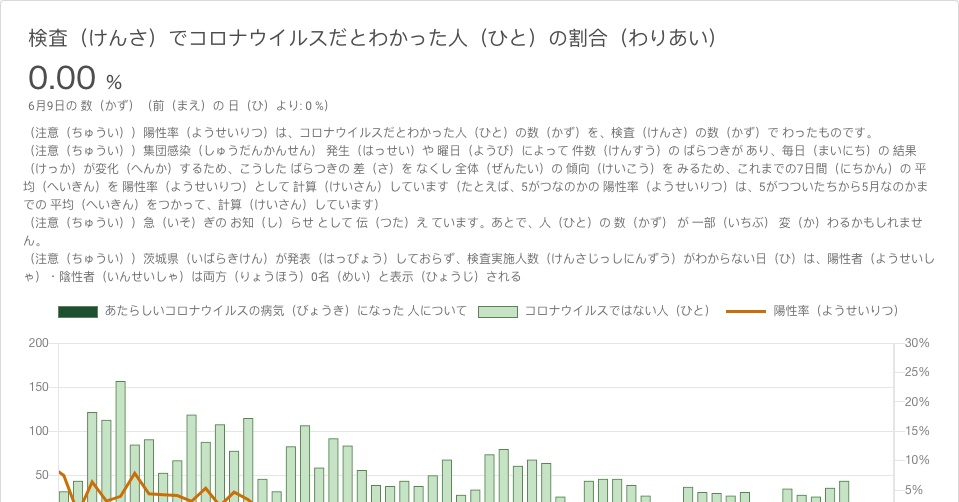 検査（けんさ）でコロナウイルスだとわかった人（ひと）の割合（わりあい）
0.00 %
6月9日の 数（かず）（前（まえ）の 日（ひ）より: 0 %）
（注意（ちゅうい））陽性率（ようせいりつ）は、コロナウイルスだとわかった人（ひと）の数（かず）を、検査（けんさ）の数（かず）で わったものです。
（注意（ちゅうい））集団感染（しゅうだんかんせん） 発生（はっせい）や 曜日（ようび）によって 件数（けんすう）の ばらつきが あり、毎日（まいにち）の 結果
（けっか）が変化（へんか）するため、こうした ばらつきの 差（さ）を なくし 全体（ぜんたい）の 傾向（けいこう）を みるため、これまでの7日間（にちかん）の 平
均（へいきん）を 陽性率（ようせいりつ）として 計算（けいさん）しています（たとえば、5がつなのかの 陽性率（ようせいりつ）は、5がつついたちから5月なのかま
での 平均（へいきん）をつかって、計算（けいさん）しています）
（注意（ちゅうい））急（いそ）ぎの お知（し）らせ として 伝（つた）え ています。あとで、人（ひと）の 数（かず） が 一部（いちぶ） 変（か）わるかもしれませ
ん。
（注意（ちゅうい））茨城県（いばらきけん）が発表（はっぴょう）しておらず、検査実施人数（けんさじっしにんずう）がわからない日（ひ）は、陽性者（ようせいし
ゃ）・陰性者（いんせいしゃ）は両方（りょうほう）0名（めい）と表示（ひょうじ）される
あたらしいコロナウイルスの病気（びょうき）になった 人について コロナウイルスではない人（ひと） 陽性率（ようせいりつ）
200 30%
25%
150
20%
100 15%
10%
50
5%